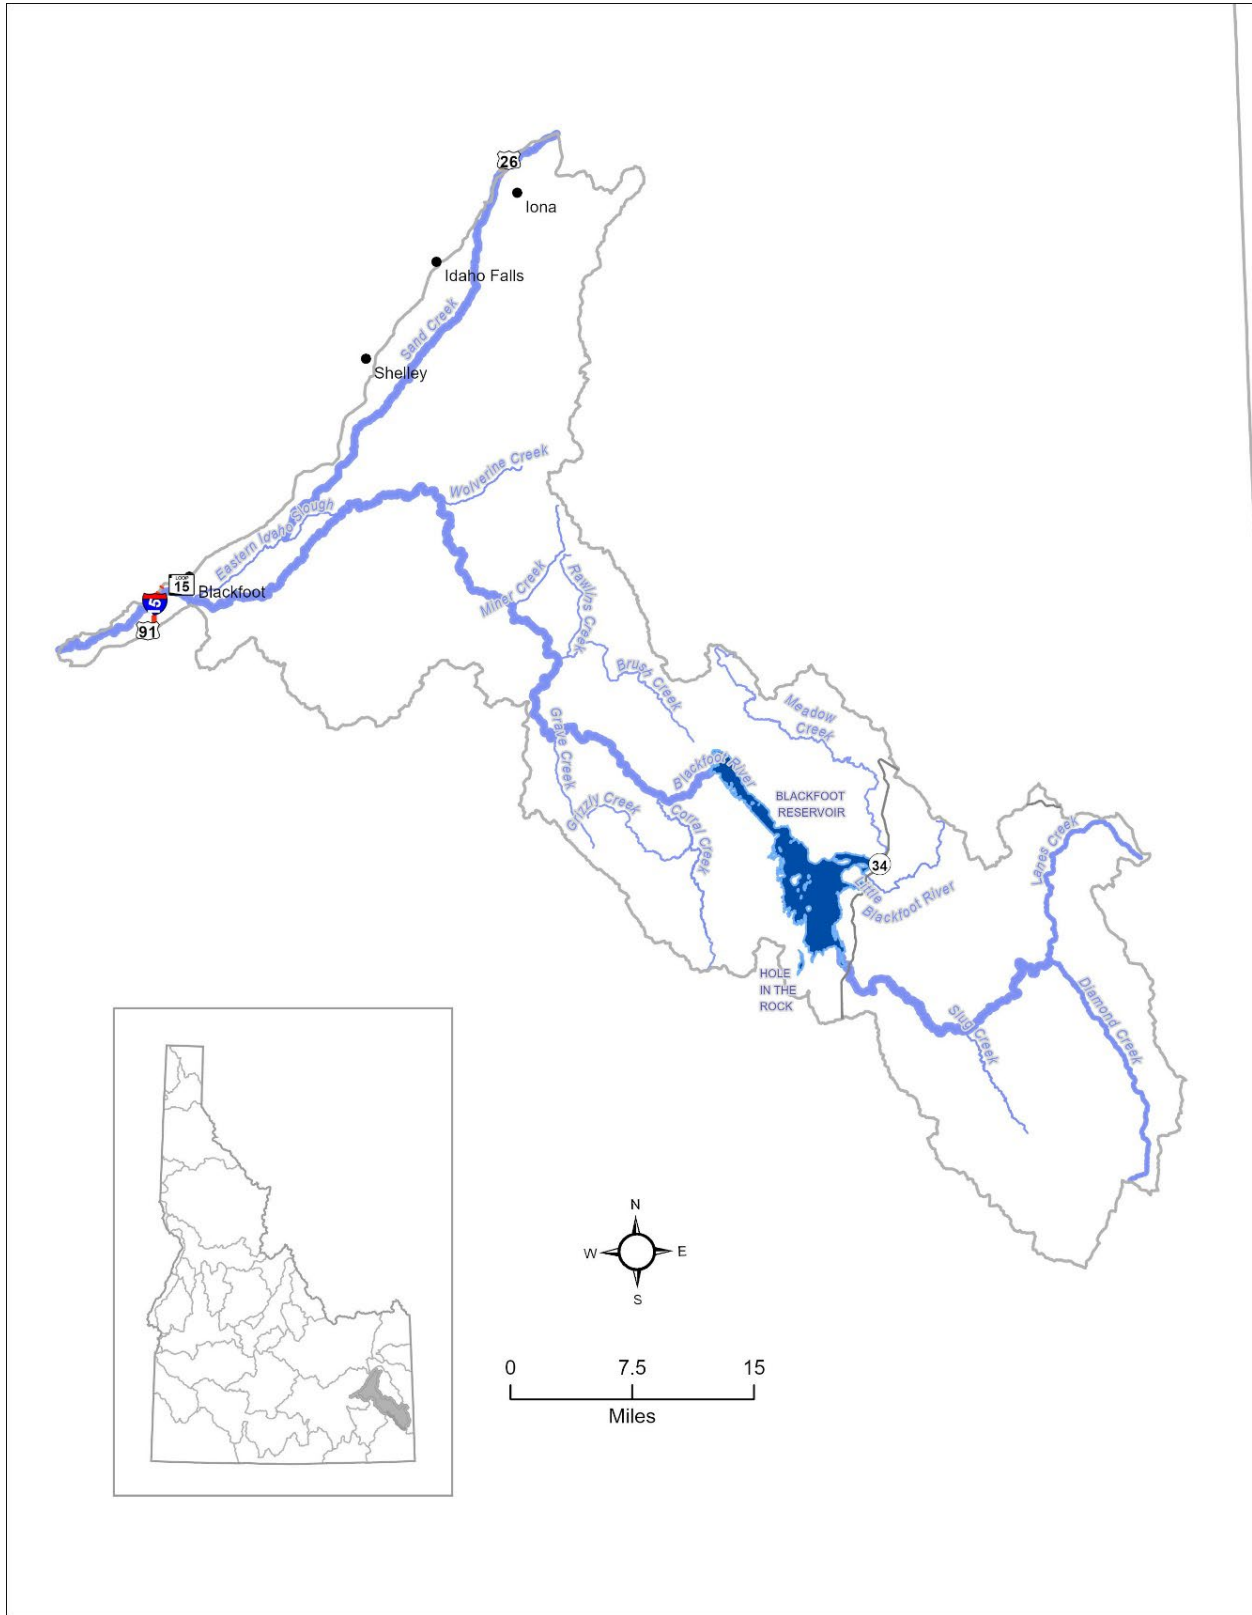 26
Iona
Idaho Falls
Sand Creek
Shelley
Wolverine Creek
Eastern Idaho Slough
LOOP
15
Blackfoot
15
91
Miner Creek
Rawlins Creek
Brush Creek
Meadow
Creek
Grave Creek
Blackfoot River
BLACKFOOT
RESERVOIR
Grizzly Creek
Corral Creek
34
Little
Blackfoot River
Lanes Creek
HOLE
IN THE
ROCK
Slug Creek
Diamond Creek
N
W
E
S
0
7.5
15
Miles